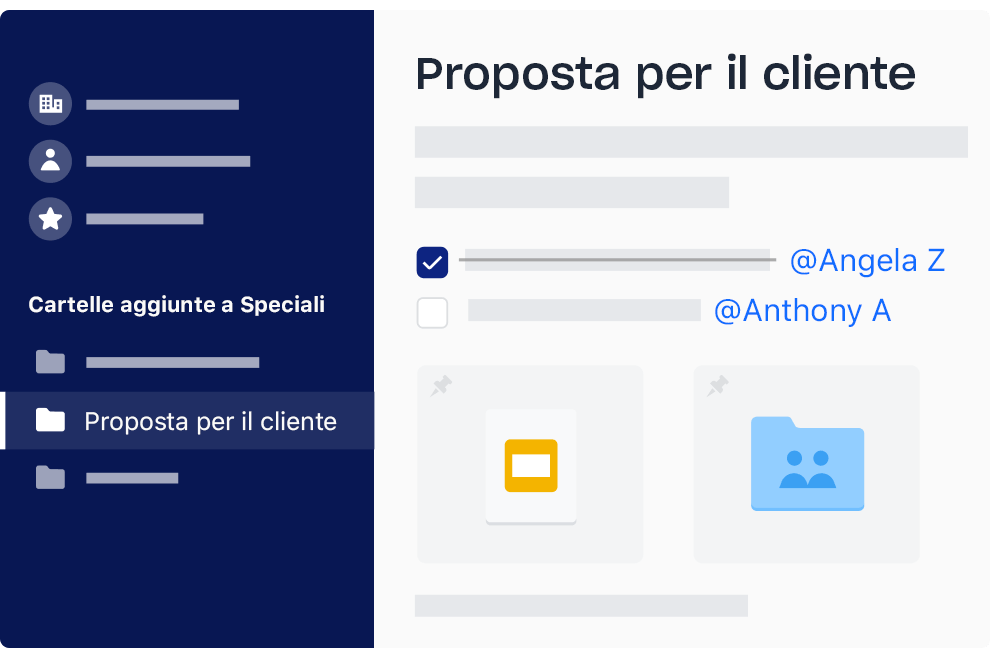 Cartelle aggiunte a Speciali
Proposta per il cliente
Proposta per il cliente
@Angela Z
@Anthony A